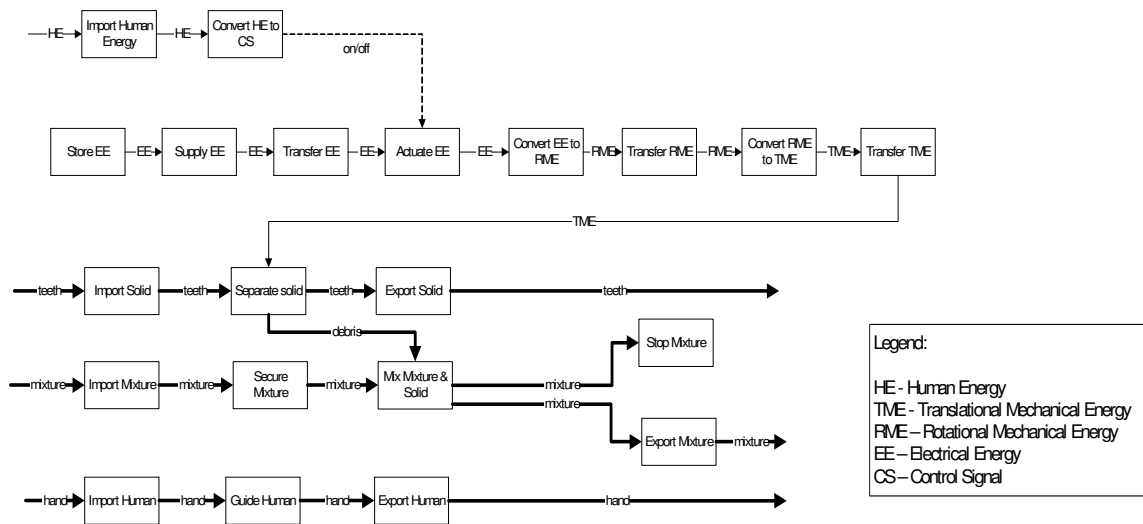 HE
Import Human
Energy
HE
Convert HE to
CS
on/off
Store EE
EE
Supply EE
EE
Transfer EE
EE
Actuate EE
EE
Convert EE to
RME
RME
Transfer RME
RME
Convert RME
to TME
TME
Transfer TME
TME
teeth
Import Solid
teeth
Separate solid
teeth
Export Solid
teeth
debris
Stop Mixture
mixture
Import Mixture
mixture
Secure
Mixture
mixture
Mix Mixture &
Solid
mixture
mixture
Export Mixture
mixture
hand
Import Human
hand
Guide Human
hand
Export Human
hand
Legend:
HE - Human Energy
TME - Translational Mechanical Energy
RME – Rotational Mechanical Energy
EE – Electrical Energy
CS – Control Signal